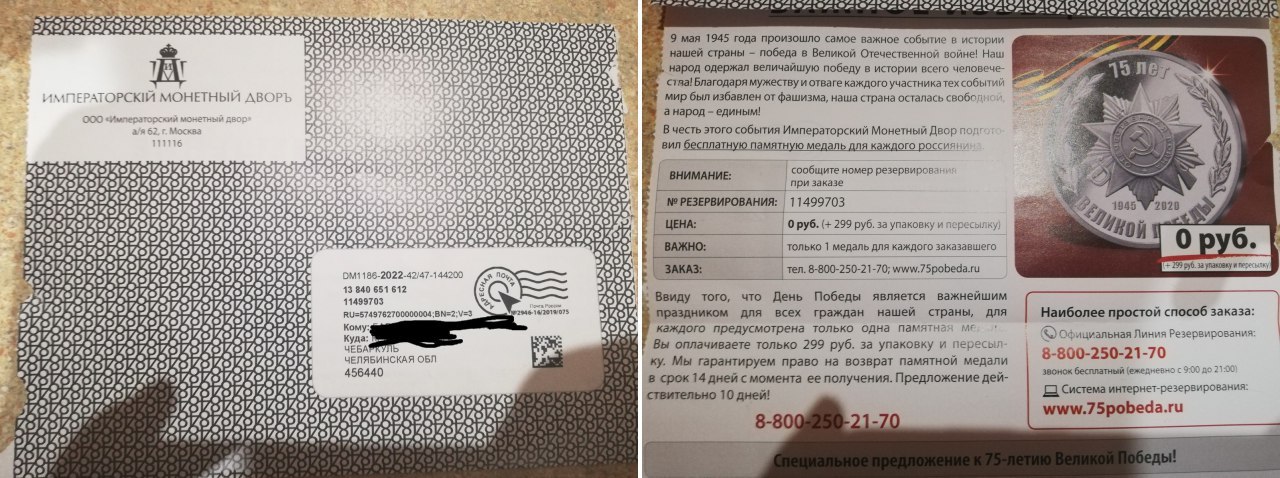 ИМПЕРАТОРСКІЙ МОНЕТНЫЙ ДВОРЪ
ООО «Императорский монетный двор»
а/я 62, г. Москва
111116
DM1186-2022-42/47-144200
13 840 651 612
11499703
RU=5749762700000004;BN=2;V=3
Кому:
Куда:
ЧЕБАРКУЛЬ
ЧЕЛЯБИНСКАЯ ОБЛ
456440
АДРЕСНАЯ ПОЧТА
Почта России
№2946-16/2019/075
9 мая 1945 года произошло самое важное событие в истории
нашей страны – победа в Великой Отечественной войне! Наш
народ одержал величайшую победу в истории всего человече-
ства! Благодаря мужеству и отваге каждого участника тех событий
мир был избавлен от фашизма, наша страна осталась свободной,
а народ – единым!
В честь этого события Императорский Монетный Двор подгото-
вил бесплатную памятную медаль для каждого россиянина.
ВНИМАНИЕ: сообщите номер резервирования
при заказе
№ РЕЗЕРВИРОВАНИЯ: 11499703
ЦЕНА: 0 руб. (+ 299 руб. за упаковку и пересылку)
ВАЖНО: только 1 медаль для каждого заказавшего
ЗАКАЗ: тел. 8-800-250-21-70; www.75pobeda.ru
Ввиду того, что День Победы является важнейшим
праздником для всех граждан нашей страны, для
каждого предусмотрена только одна памятная
Вы оплачиваете только 299 руб. за упаковку и пересыл-
ку. Мы гарантируем право на возврат памятной медали
в срок 14 дней с момента ее получения. Предложение дей-
ствительно 10 дней!
8-800-250-21-70
75 лет
1945 2020
ВЕЛИКОЙ ПОБЕДЫ
0 руб.
(+ 299 руб. за упаковку и пересылку)
Наиболее простой способ заказа:
Официальная Линия Резервирования:
8-800-250-21-70
звонок бесплатный (ежедневно с 9:00 до 21:00)
Система интернет-резервирования:
www.75pobeda.ru
Специальное предложение к 75-летию Великой Победы!